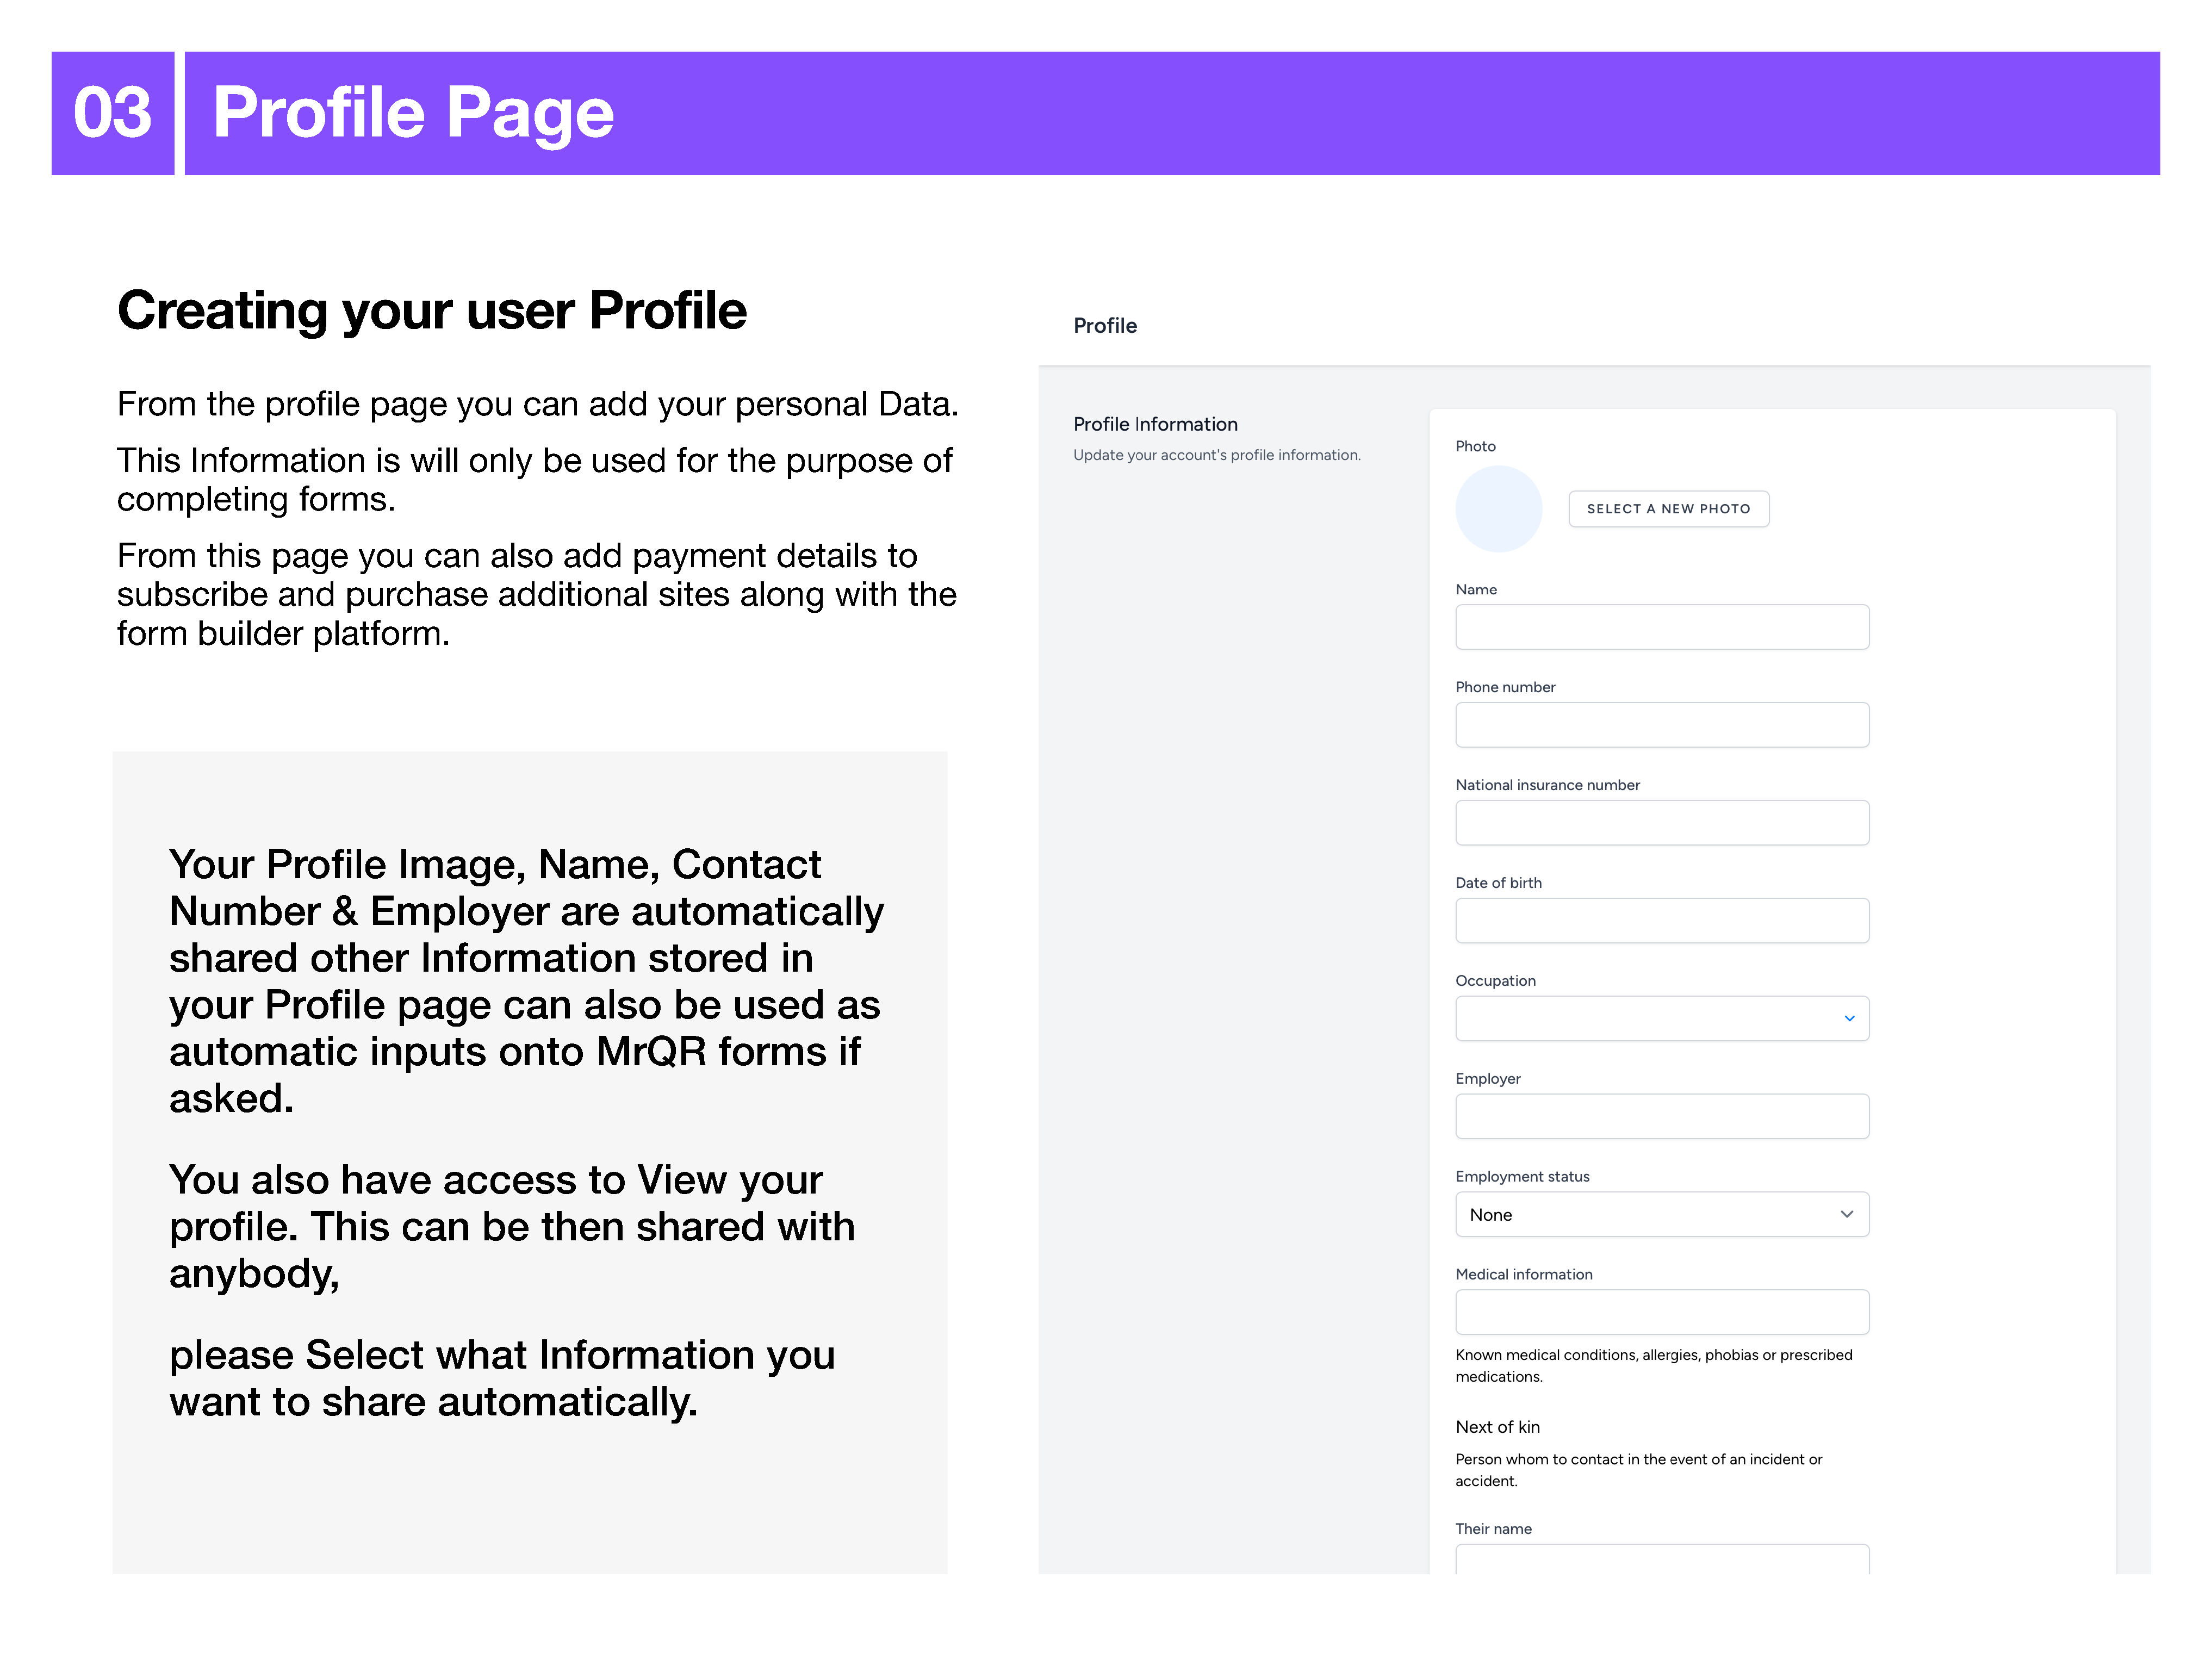 03 Profile Page
Creating your user Profile
From the profile page you can add your personal Data.
This Information is will only be used for the purpose of
completing forms.
From this page you can also add payment details to
subscribe and purchase additional sites along with the
form builder platform.
Your Profile Image, Name, Contact
Number & Employer are automatically
shared other Information stored in
your Profile page can also be used as
automatic inputs onto MrQR forms if
asked.
You also have access to View your
profile. This can be then shared with
anybody,
please Select what Information you
want to share automatically.
Profile
Profile Information
Update your account's profile information.
Photo
SELECT A NEW PHOTO
Name
Phone number
National insurance number
Date of birth
Occupation
Employer
Employment status
None
Medical information
Known medical conditions, allergies, phobias or prescribed
medications.
Next of kin
Person whom to contact in the event of an incident or
accident.
Their name